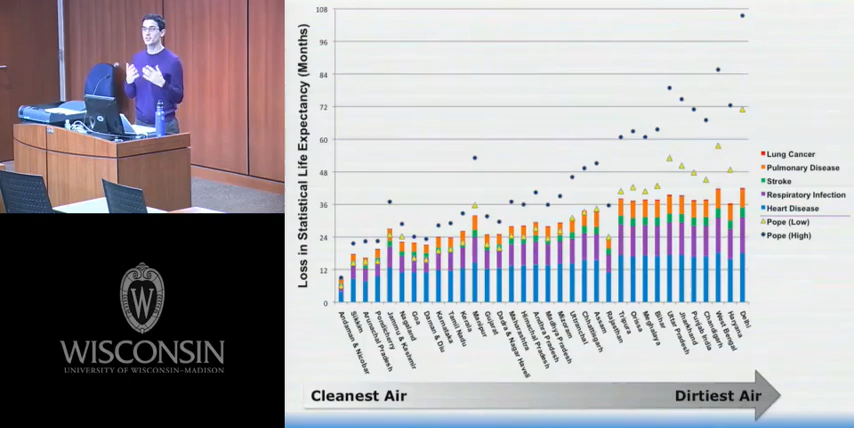 WISCONSIN
UNIVERSITY OF WISCONSIN–MADISON
Loss in Statistical Life Expectancy (Months)
108
96
84
72
60
48
36
24
12
0
Lung Cancer
Pulmonary Disease
Stroke
Respiratory Infection
Heart Disease
Pope (Low)
Pope (High)
Andaman & Nicobar
Sikkim
Arunachal Pradesh
Pondicherry
Jammu & Kashmir
Nagaland
Goa
Daman & Diu
Karnataka
Tamil Nadu
Kerala
Manipur
Gujarat
Dadra & Nagar Haveli
Maharashtra
Himachal Pradesh
Andhra Pradesh
Madhya Pradesh
Mizoram
Uttranchal
Chhattisgarh
Assam
Rajasthan
Tripura
Orissa
Meghalaya
Bihar
Uttar Pradesh
Jharkhand
Punjab India
Chandigarh
West Bengal
Haryana
Delhi
Cleanest Air
Dirtiest Air